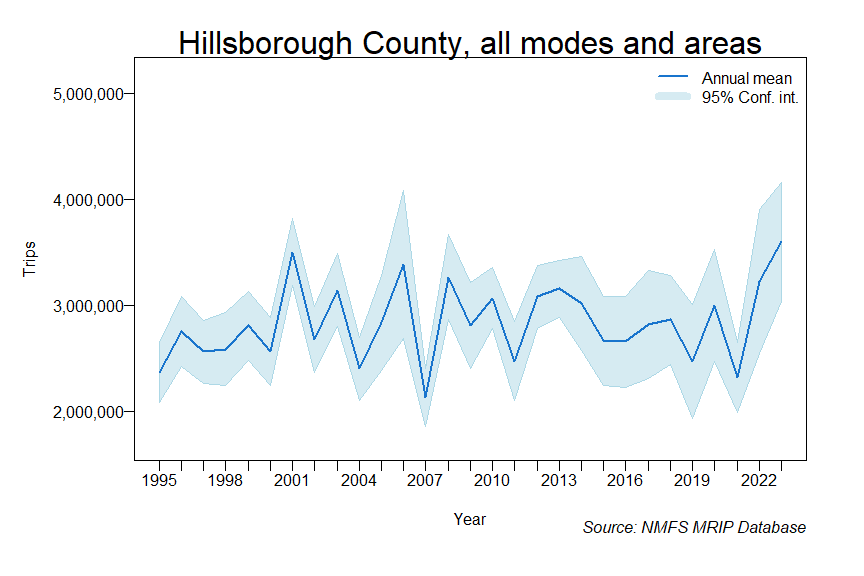 Hillsborough County, all modes and areas
Annual mean
95% Conf. int.
5,000,000
4,000,000
3,000,000
2,000,000
Trips
1995 1998 2001 2004 2007 2010 2013 2016 2019 2022
Year
Source: NMFS MRIP Database